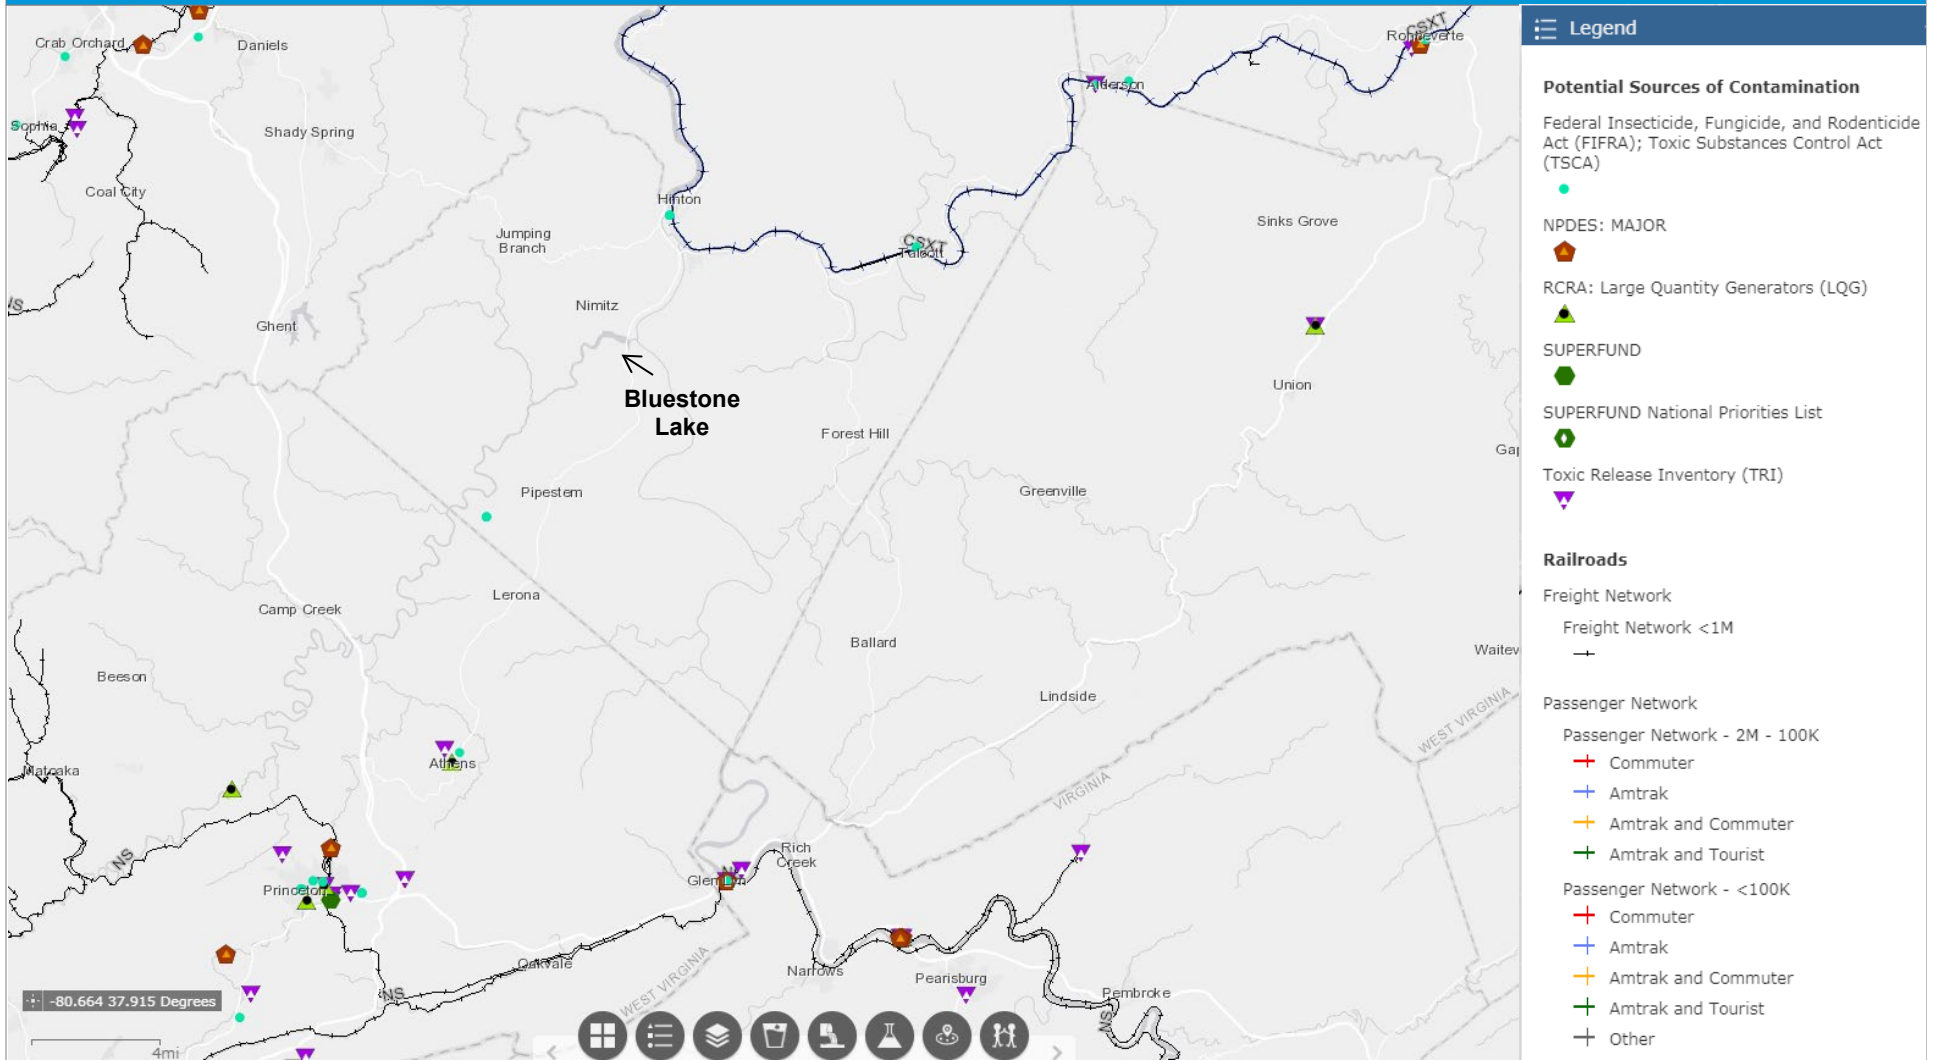 Crab Orchard
Daniels
CSXT
Ronceverte
Alderson
Sophia
Shady Spring
Coal City
Hinton
Jumping
Branch
CSXT
Talcott
Sinks Grove
NS
Nimitz
Ghent
Bluestone
Lake
Union
Forest Hill
Pipestem
Greenville
Lerona
Camp Creek
Ballard
Beeson
Lindside
WEST VIRGINIA
Matoaka
Athens
VIRGINIA
NS
Rich
Creek
Princeton
Oakvale
Narrows
Pearisburg
WEST VIRGINIA
NS
Pembroke
NS
-80.664 37.915 Degrees
4mi
Legend
Potential Sources of Contamination
Federal Insecticide, Fungicide, and Rodenticide
Act (FIFRA); Toxic Substances Control Act
(TSCA)
NPDES: MAJOR
RCRA: Large Quantity Generators (LQG)
SUPERFUND
SUPERFUND National Priorities List
Toxic Release Inventory (TRI)
Railroads
Freight Network
Freight Network <1M
Passenger Network
Passenger Network - 2M - 100K
Commuter
Amtrak
Amtrak and Commuter
Amtrak and Tourist
Passenger Network - <100K
Commuter
Amtrak
Amtrak and Commuter
Amtrak and Tourist
Other